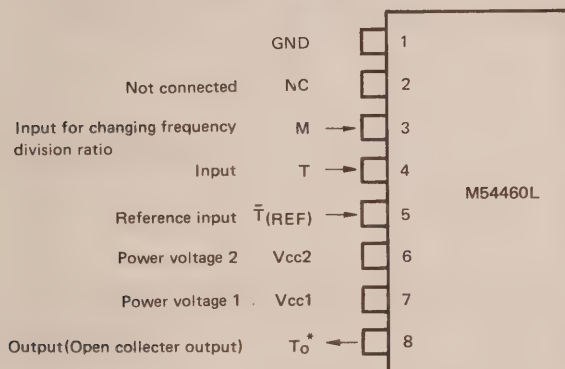 GND 1
Not connected NC 2
Input for changing frequency
division ratio M 3
Input T 4
M54460L
Reference input T̄(REF) 5
Power voltage 2 Vcc2 6
Power voltage 1 Vcc1 7
Output(Open collecter output) To* 8